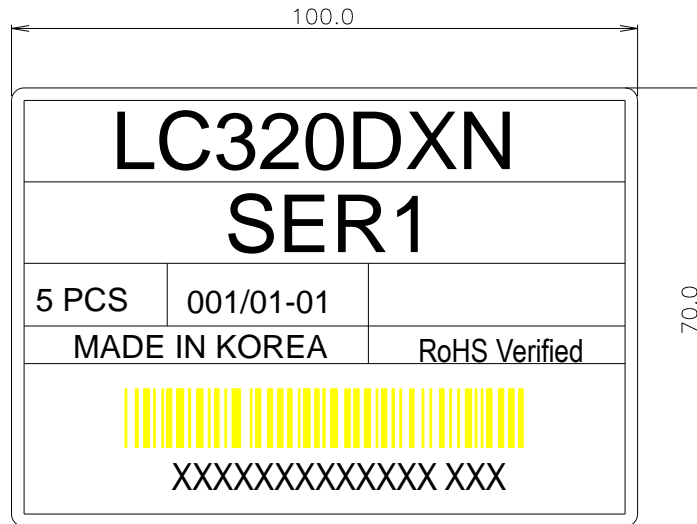 100.0
LC320DXN
SER1
5 PCS 001/01-01
70.0
MADE IN KOREA RoHS Verified
XXXXXXXXXXXXX XXX